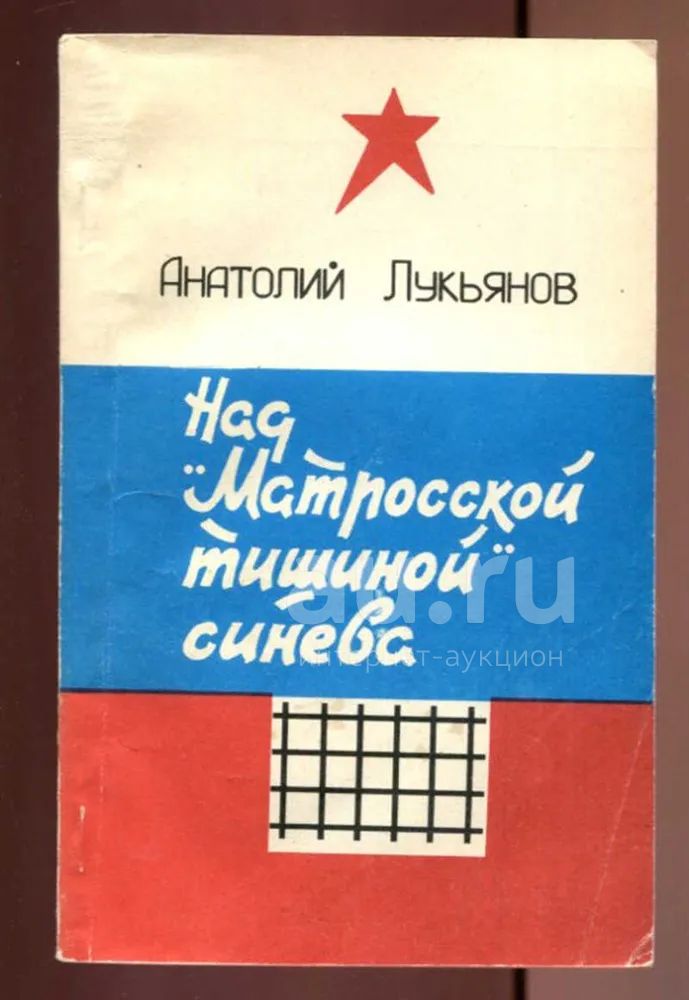 Анатолий Лукьянов
Над
"Матросской
тишиной"
синева
au.ru
интернет-аукцион